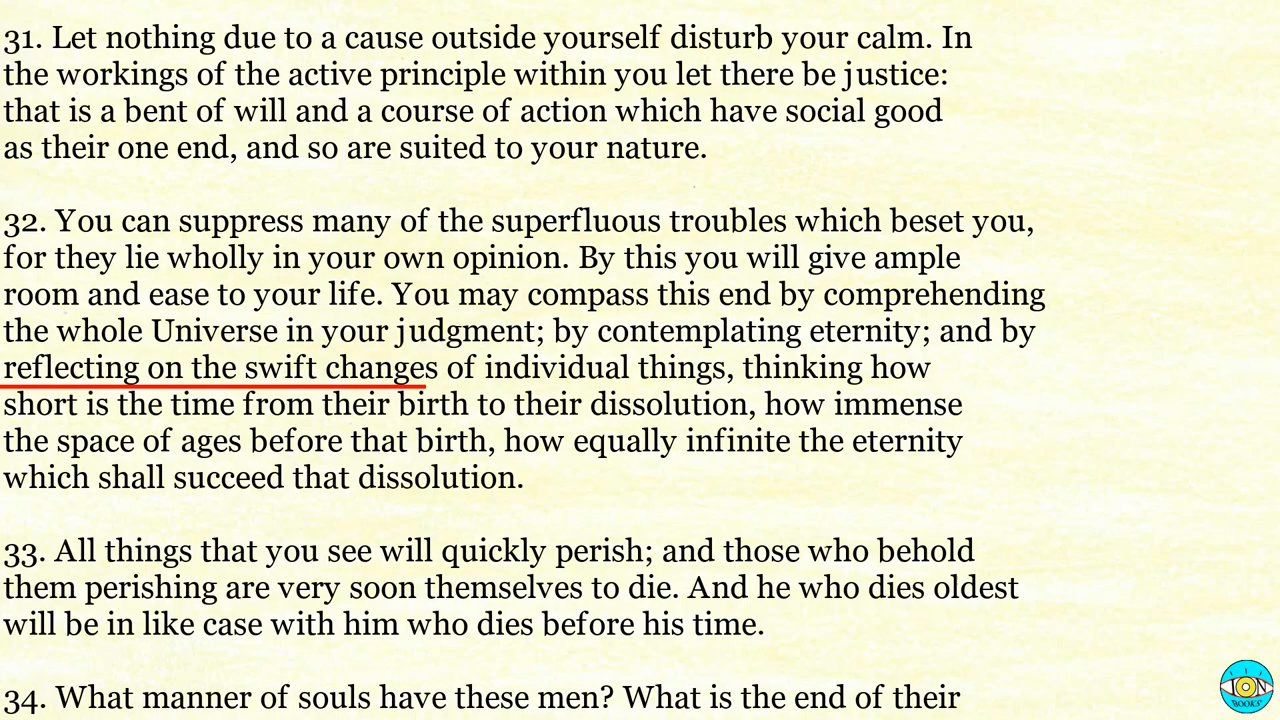 31. Let nothing due to a cause outside yourself disturb your calm. In
the workings of the active principle within you let there be justice:
that is a bent of will and a course of action which have social good
as their one end, and so are suited to your nature.
32. You can suppress many of the superfluous troubles which beset you,
for they lie wholly in your own opinion. By this you will give ample
room and ease to your life. You may compass this end by comprehending
the whole Universe in your judgment; by contemplating eternity; and by
reflecting on the swift changes of individual things, thinking how
short is the time from their birth to their dissolution, how immense
the space of ages before that birth, how equally infinite the eternity
which shall succeed that dissolution.
33. All things that you see will quickly perish; and those who behold
them perishing are very soon themselves to die. And he who dies oldest
will be in like case with him who dies before his time.
34. What manner of souls have these men? What is the end of their
ION
BOOKS